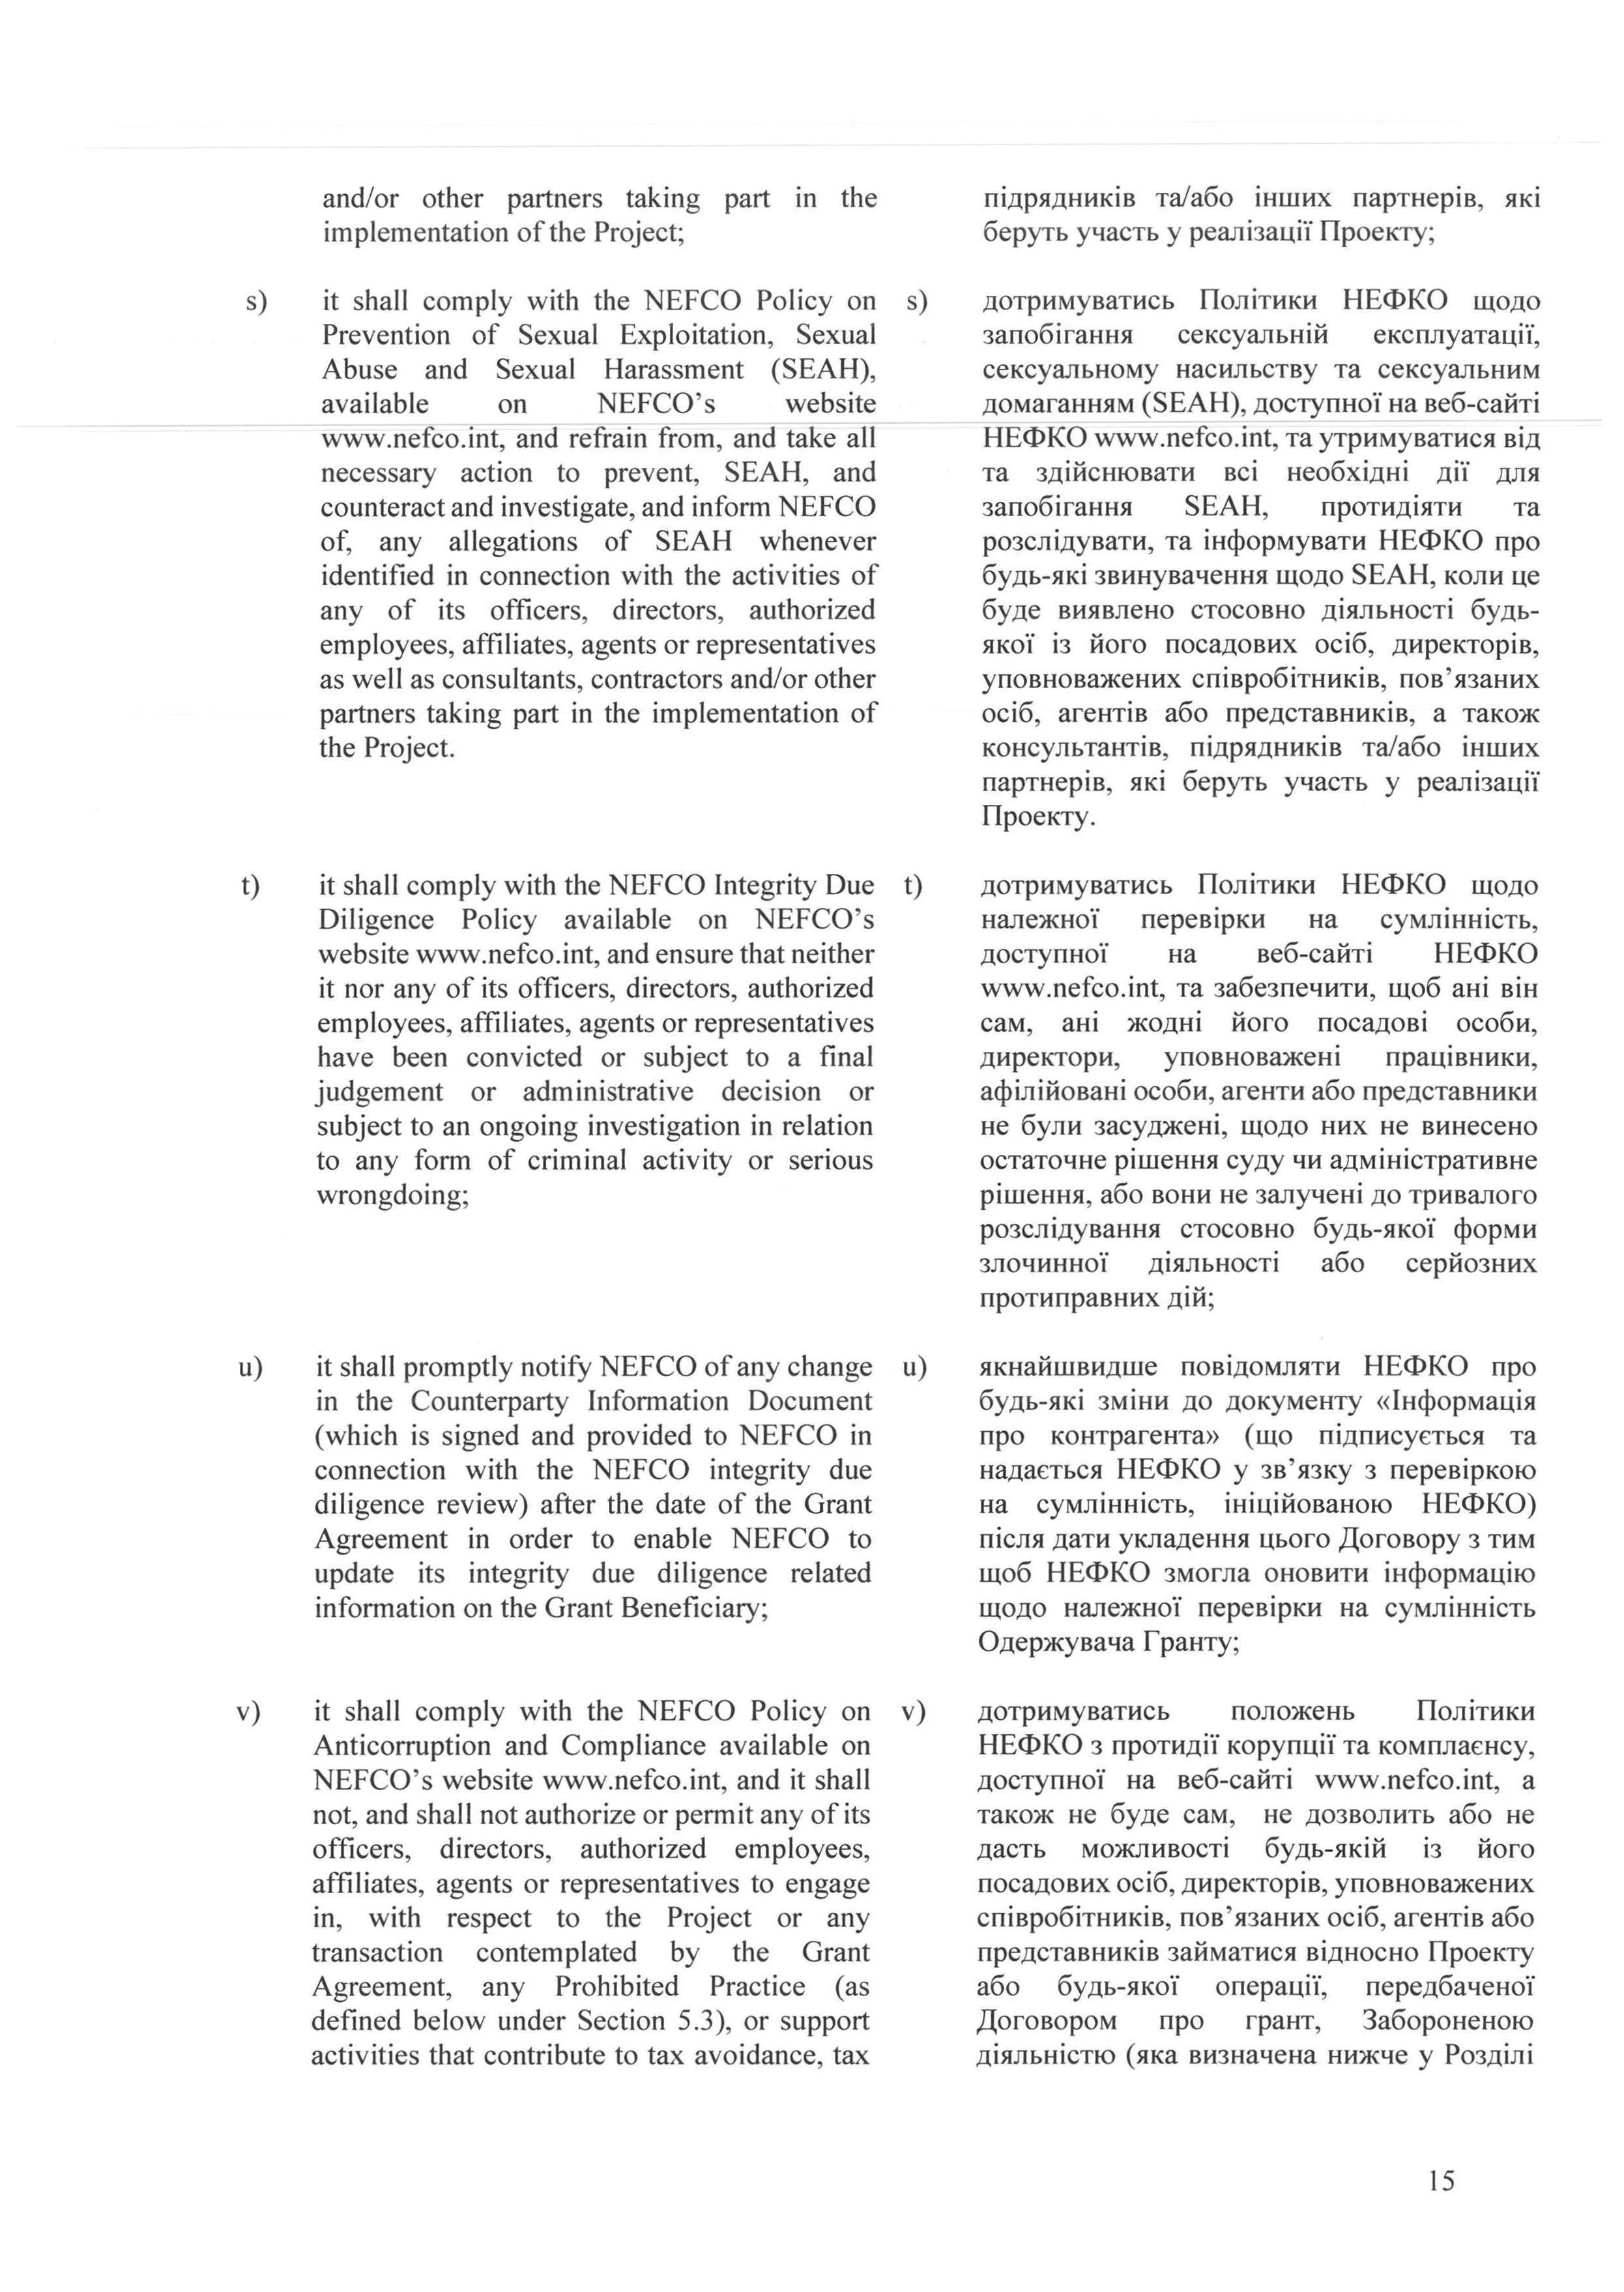 and/or other partners taking part in the
implementation of the Project;
s) it shall comply with the NEFCO Policy on
Prevention of Sexual Exploitation, Sexual
Abuse and Sexual Harassment (SEAH),
available on NEFCO's website
www.nefco.int, and refrain from, and take all
necessary action to prevent, SEAH, and
counteract and investigate, and inform NEFCO
of, any allegations of SEAH whenever
identified in connection with the activities of
any of its officers, directors, authorized
employees, affiliates, agents or representatives
as well as consultants, contractors and/or other
partners taking part in the implementation of
the Project.
t) it shall comply with the NEFCO Integrity Due
Diligence Policy available on NEFCO's
website www.nefco.int, and ensure that neither
it nor any of its officers, directors, authorized
employees, affiliates, agents or representatives
have been convicted or subject to a final
judgement or administrative decision or
subject to an ongoing investigation in relation
to any form of criminal activity or serious
wrongdoing;
u) it shall promptly notify NEFCO of any change
in the Counterparty Information Document
(which is signed and provided to NEFCO in
connection with the NEFCO integrity due
diligence review) after the date of the Grant
Agreement in order to enable NEFCO to
update its integrity due diligence related
information on the Grant Beneficiary;
v) it shall comply with the NEFCO Policy on
Anticorruption and Compliance available on
NEFCO's website www.nefco.int, and it shall
not, and shall not authorize or permit any of its
officers, directors, authorized employees,
affiliates, agents or representatives to engage
in, with respect to the Project or any
transaction contemplated by the Grant
Agreement, any Prohibited Practice (as
defined below under Section 5.3), or support
activities that contribute to tax avoidance, tax
підрядників та/або інших партнерів, які
беруть участь у реалізації Проекту;
s) дотримуватись Політики НЕФКО щодо
запобігання сексуальній експлуатації,
сексуальному насильству та сексуальним
домаганням (SEAH), доступної на веб-сайті
НЕФКО www.nefco.int, та утримуватися від
та здійснювати всі необхідні дії для
запобігання SEAH, протидіяти та
розслідувати, та інформувати НЕФКО про
будь-які звинувачення щодо SEAH, коли це
буде виявлено стосовно діяльності будь-
якої із його посадових осіб, директорів,
уповноважених співробітників, пов’язаних
осіб, агентів або представників, а також
консультантів, підрядників та/або інших
партнерів, які беруть участь у реалізації
Проекту.
t) дотримуватись Політики НЕФКО щодо
належної перевірки на сумлінність,
доступної на веб-сайті НЕФКО
www.nefco.int, та забезпечити, щоб ані він
сам, ані жодні його посадові особи,
директори, уповноважені працівники,
афілійовані особи, агенти або представники
не були засуджені, щодо них не винесено
остаточне рішення суду чи адміністративне
рішення, або вони не залучені до тривалого
розслідування стосовно будь-якої форми
злочинної діяльності або серйозних
протиправних дій;
u) якнайшвидше повідомляти НЕФКО про
будь-які зміни до документу «Інформація
про контрагента» (що підписується та
надається НЕФКО у зв’язку з перевіркою
на сумлінність, ініційованою НЕФКО)
після дати укладення цього Договору з тим
щоб НЕФКО змогла оновити інформацію
щодо належної перевірки на сумлінність
Одержувача Гранту;
v) дотримуватись положень Політики
НЕФКО з протидії корупції та комплаєнсу,
доступної на веб-сайті www.nefco.int, а
також не буде сам, не дозволить або не
дасть можливості будь-якій із його
посадових осіб, директорів, уповноважених
співробітників, пов’язаних осіб, агентів або
представників займатися відносно Проекту
або будь-якої операції, передбаченої
Договором про грант, Забороненою
діяльністю (яка визначена нижче у Розділі
15